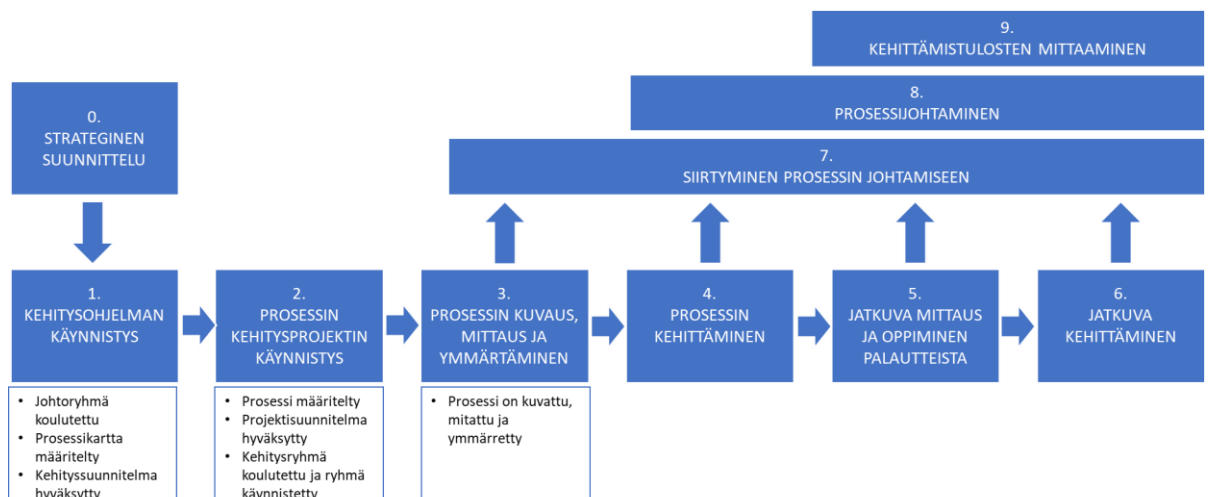 9.
KEHITTÄMISTULOSTEN MITTAAMINEN
8.
PROSESSIJOHTAMINEN
7.
SIIRTYMINEN PROSESSIN JOHTAMISEEN
0.
STRATEGINEN
SUUNNITTELU
1.
KEHITYSOHJELMAN
KÄYNNISTYS
2.
PROSESSIN
KEHITYSPROJEKTIN
KÄYNNISTYS
3.
PROSESSIN KUVAUS,
MITTAUS JA
YMMÄRTÄMINEN
4.
PROSESSIN
KEHITTÄMINEN
5.
JATKUVA MITTAUS
JA OPPIMINEN
PALAUTTEISTA
6.
JATKUVA
KEHITTÄMINEN
• Johtoryhmä
koulutettu
• Prosessikartta
määritelty
• Kehityssuunnitelma
hyväksytty
• Prosessi määritelty
• Projektisuunnitelma
hyväksytty
• Kehitysryhmä
koulutettu ja ryhmä
käynnistetty
• Prosessi on kuvattu,
mitattu ja
ymmärretty